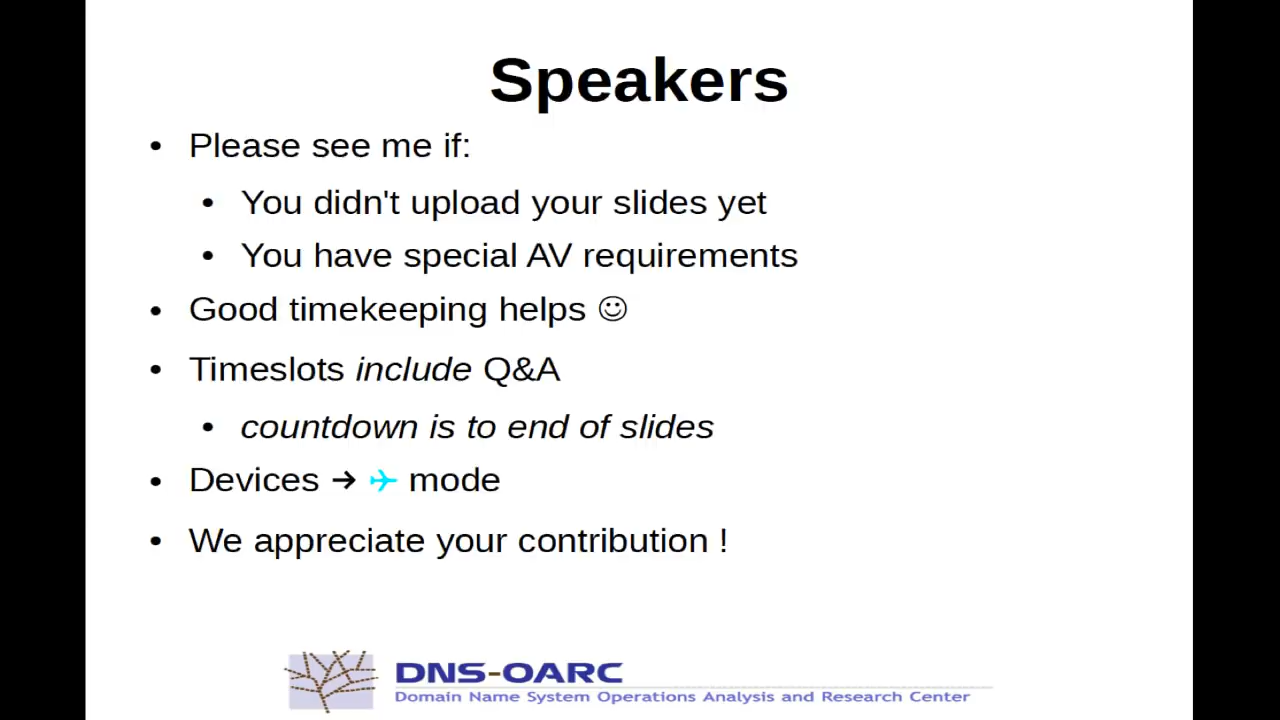 Speakers
• Please see me if:
• You didn't upload your slides yet
• You have special AV requirements
• Good timekeeping helps ☺
• Timeslots include Q&A
• countdown is to end of slides
• Devices → ✈ mode
• We appreciate your contribution !
DNS-OARC
Domain Name System Operations Analysis and Research Center